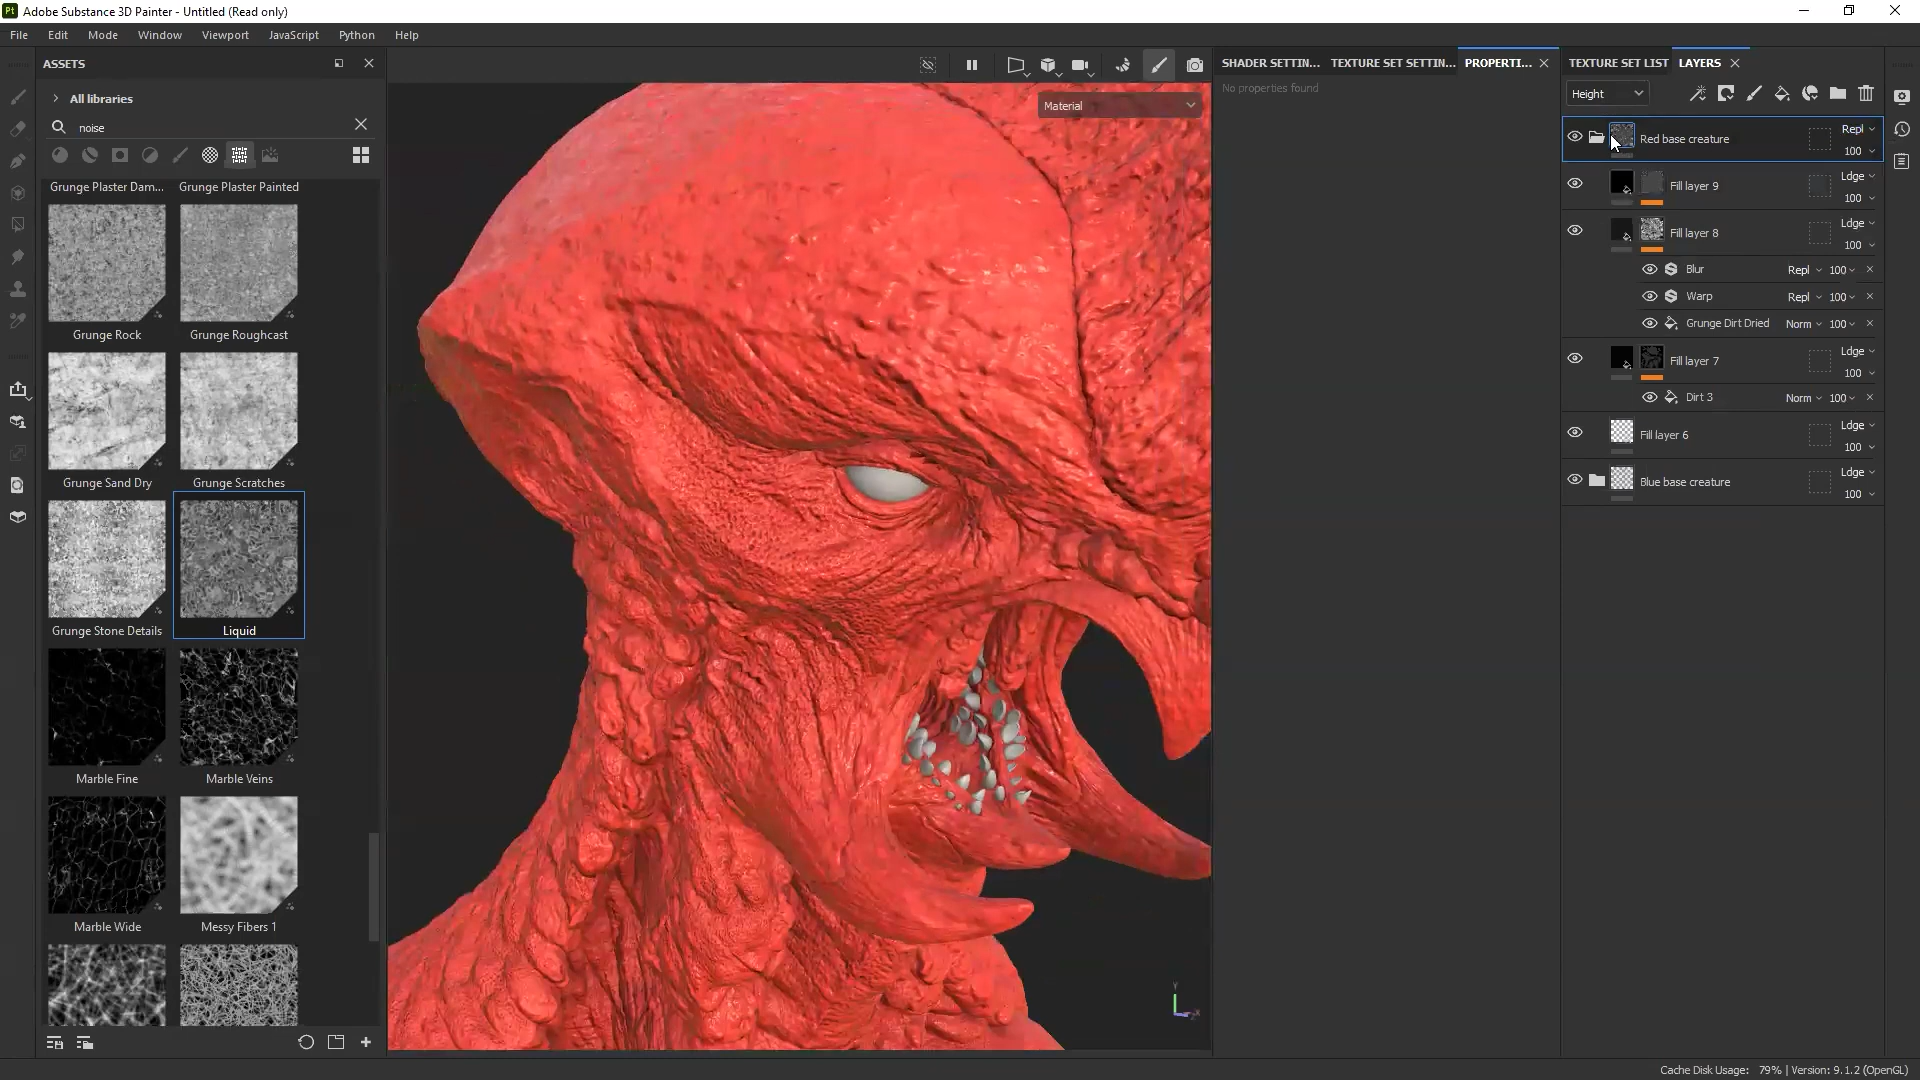 Pt Adobe Substance 3D Painter - Untitled (Read only)
File Edit Mode Window Viewport JavaScript Python Help
ASSETS
All libraries
noise
Grunge Plaster Dam... Grunge Plaster Painted
Grunge Rock Grunge Roughcast
Grunge Sand Dry Grunge Scratches
Grunge Stone Details Liquid
Marble Fine Marble Veins
Marble Wide Messy Fibers 1
Material
Y
SHADER SETTIN... TEXTURE SET SETTIN... PROPERTI...
No properties found
TEXTURE SET LIST LAYERS
Height
Red base creature Repl 100
Fill layer 9 Ldge 100
Fill layer 8 Ldge 100
Blur Repl 100
Warp Repl 100
Grunge Dirt Dried Norm 100
Fill layer 7 Ldge 100
Dirt 3 Norm 100
Fill layer 6 Ldge 100
Blue base creature Ldge 100
Cache Disk Usage: 79% | Version: 9.1.2 (OpenGL)